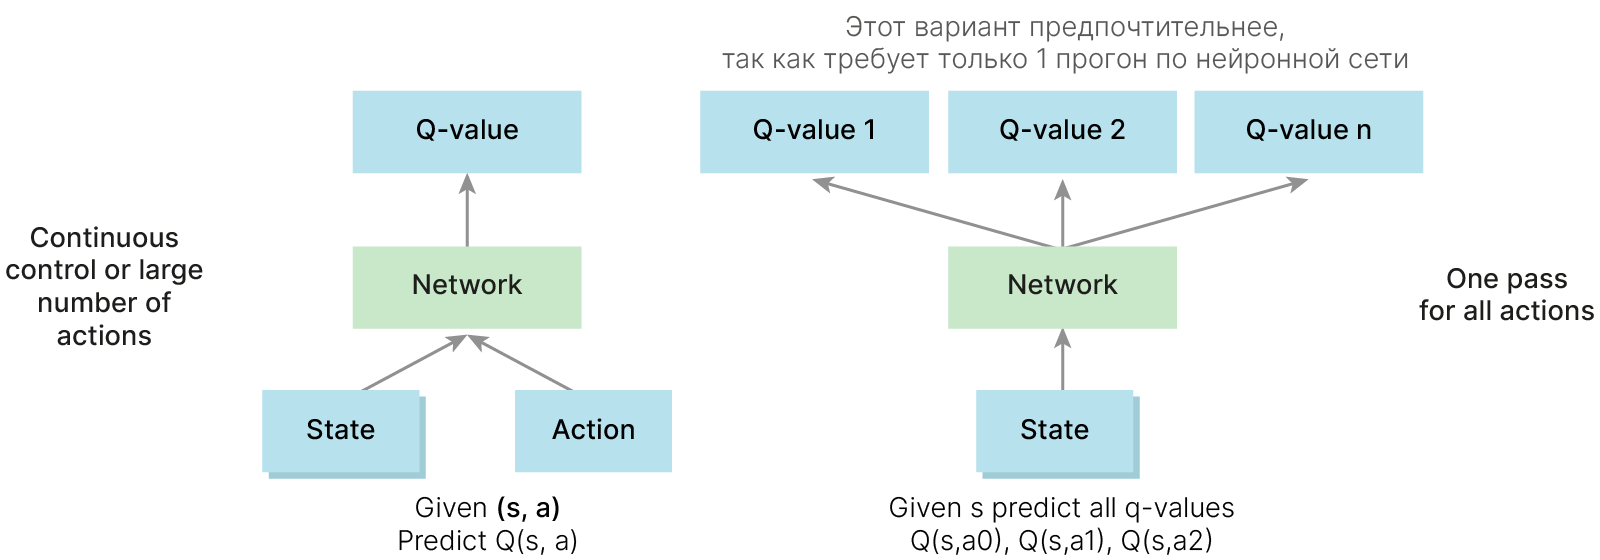 Этот вариант предпочтительнее,
так как требует только 1 прогон по нейронной сети
Q-value
Q-value 1
Q-value 2
Q-value n
Continuous
control or large
number of
actions
Network
Network
One pass
for all actions
State
Action
State
Given (s, a)
Predict Q(s, a)
Given s predict all q-values
Q(s,a0), Q(s,a1), Q(s,a2)